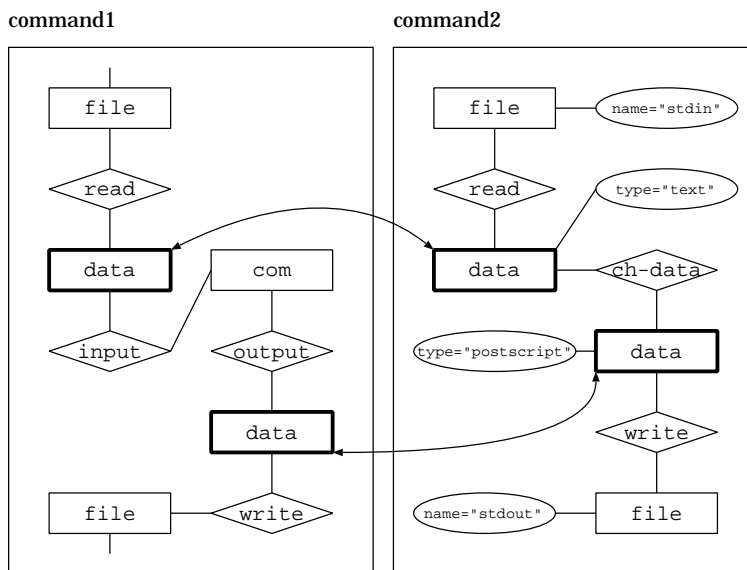 command1
file
read
data
com
input
output
data
file
write
command2
file
name="stdin"
read
type="text"
data
ch-data
type="postscript"
data
write
name="stdout"
file